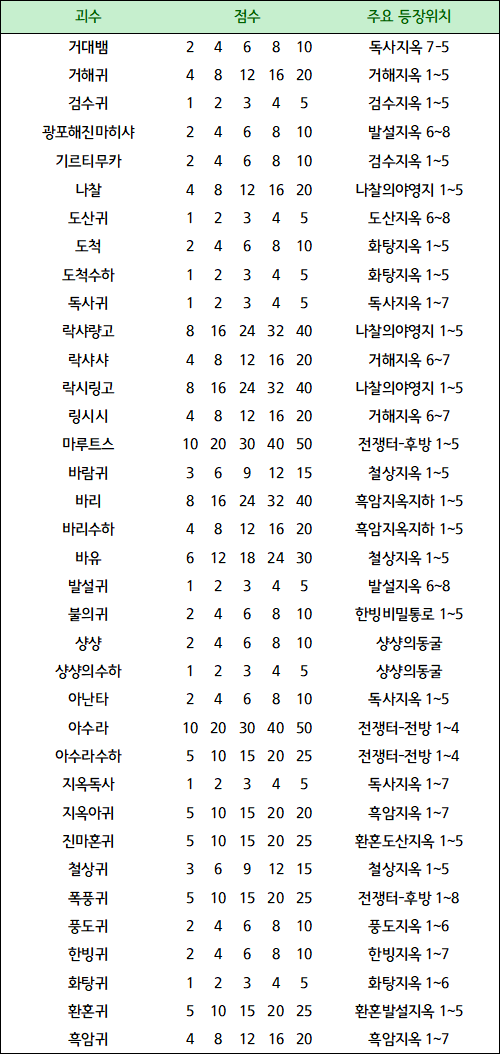 괴수 점수 주요 등장위치
거대뱀 2 4 6 8 10 독사지옥 7-5
거해귀 4 8 12 16 20 거해지옥 1~5
검수귀 1 2 3 4 5 검수지옥 1~5
광포해진마히샤 2 4 6 8 10 발설지옥 6~8
기르티무카 2 4 6 8 10 검수지옥 1~5
나찰 4 8 12 16 20 나찰의야영지 1~5
도산귀 1 2 3 4 5 도산지옥 6~8
도척 2 4 6 8 10 화탕지옥 1~5
도척수하 1 2 3 4 5 화탕지옥 1~5
독사귀 1 2 3 4 5 독사지옥 1~7
락샤량고 8 16 24 32 40 나찰의야영지 1~5
락샤샤 4 8 12 16 20 거해지옥 6~7
락시링고 8 16 24 32 40 나찰의야영지 1~5
링시시 4 8 12 16 20 거해지옥 6~7
마루트스 10 20 30 40 50 전쟁터-후방 1~5
바람귀 3 6 9 12 15 철상지옥 1~5
바리 8 16 24 32 40 흑암지옥지하 1~5
바리수하 4 8 12 16 20 흑암지옥지하 1~5
바유 6 12 18 24 30 철상지옥 1~5
발설귀 1 2 3 4 5 발설지옥 6~8
불의귀 2 4 6 8 10 한빙비밀통로 1~5
샹샹 2 4 6 8 10 샹샹의동굴
샹샹의수하 1 2 3 4 5 샹샹의동굴
아난타 2 4 6 8 10 독사지옥 1~5
아수라 10 20 30 40 50 전쟁터-전방 1~4
아수라수하 5 10 15 20 25 전쟁터-전방 1~4
지옥독사 1 2 3 4 5 독사지옥 1~7
지옥아귀 5 10 15 20 20 흑암지옥 1~7
진마혼귀 5 10 15 20 25 환혼도산지옥 1~5
철상귀 3 6 9 12 15 철상지옥 1~5
폭풍귀 5 10 15 20 25 전쟁터-후방 1~8
풍도귀 2 4 6 8 10 풍도지옥 1~6
한빙귀 2 4 6 8 10 한빙지옥 1~7
화탕귀 1 2 3 4 5 화탕지옥 1~6
환혼귀 5 10 15 20 25 환혼발설지옥 1~5
흑암귀 4 8 12 16 20 흑암지옥 1~7